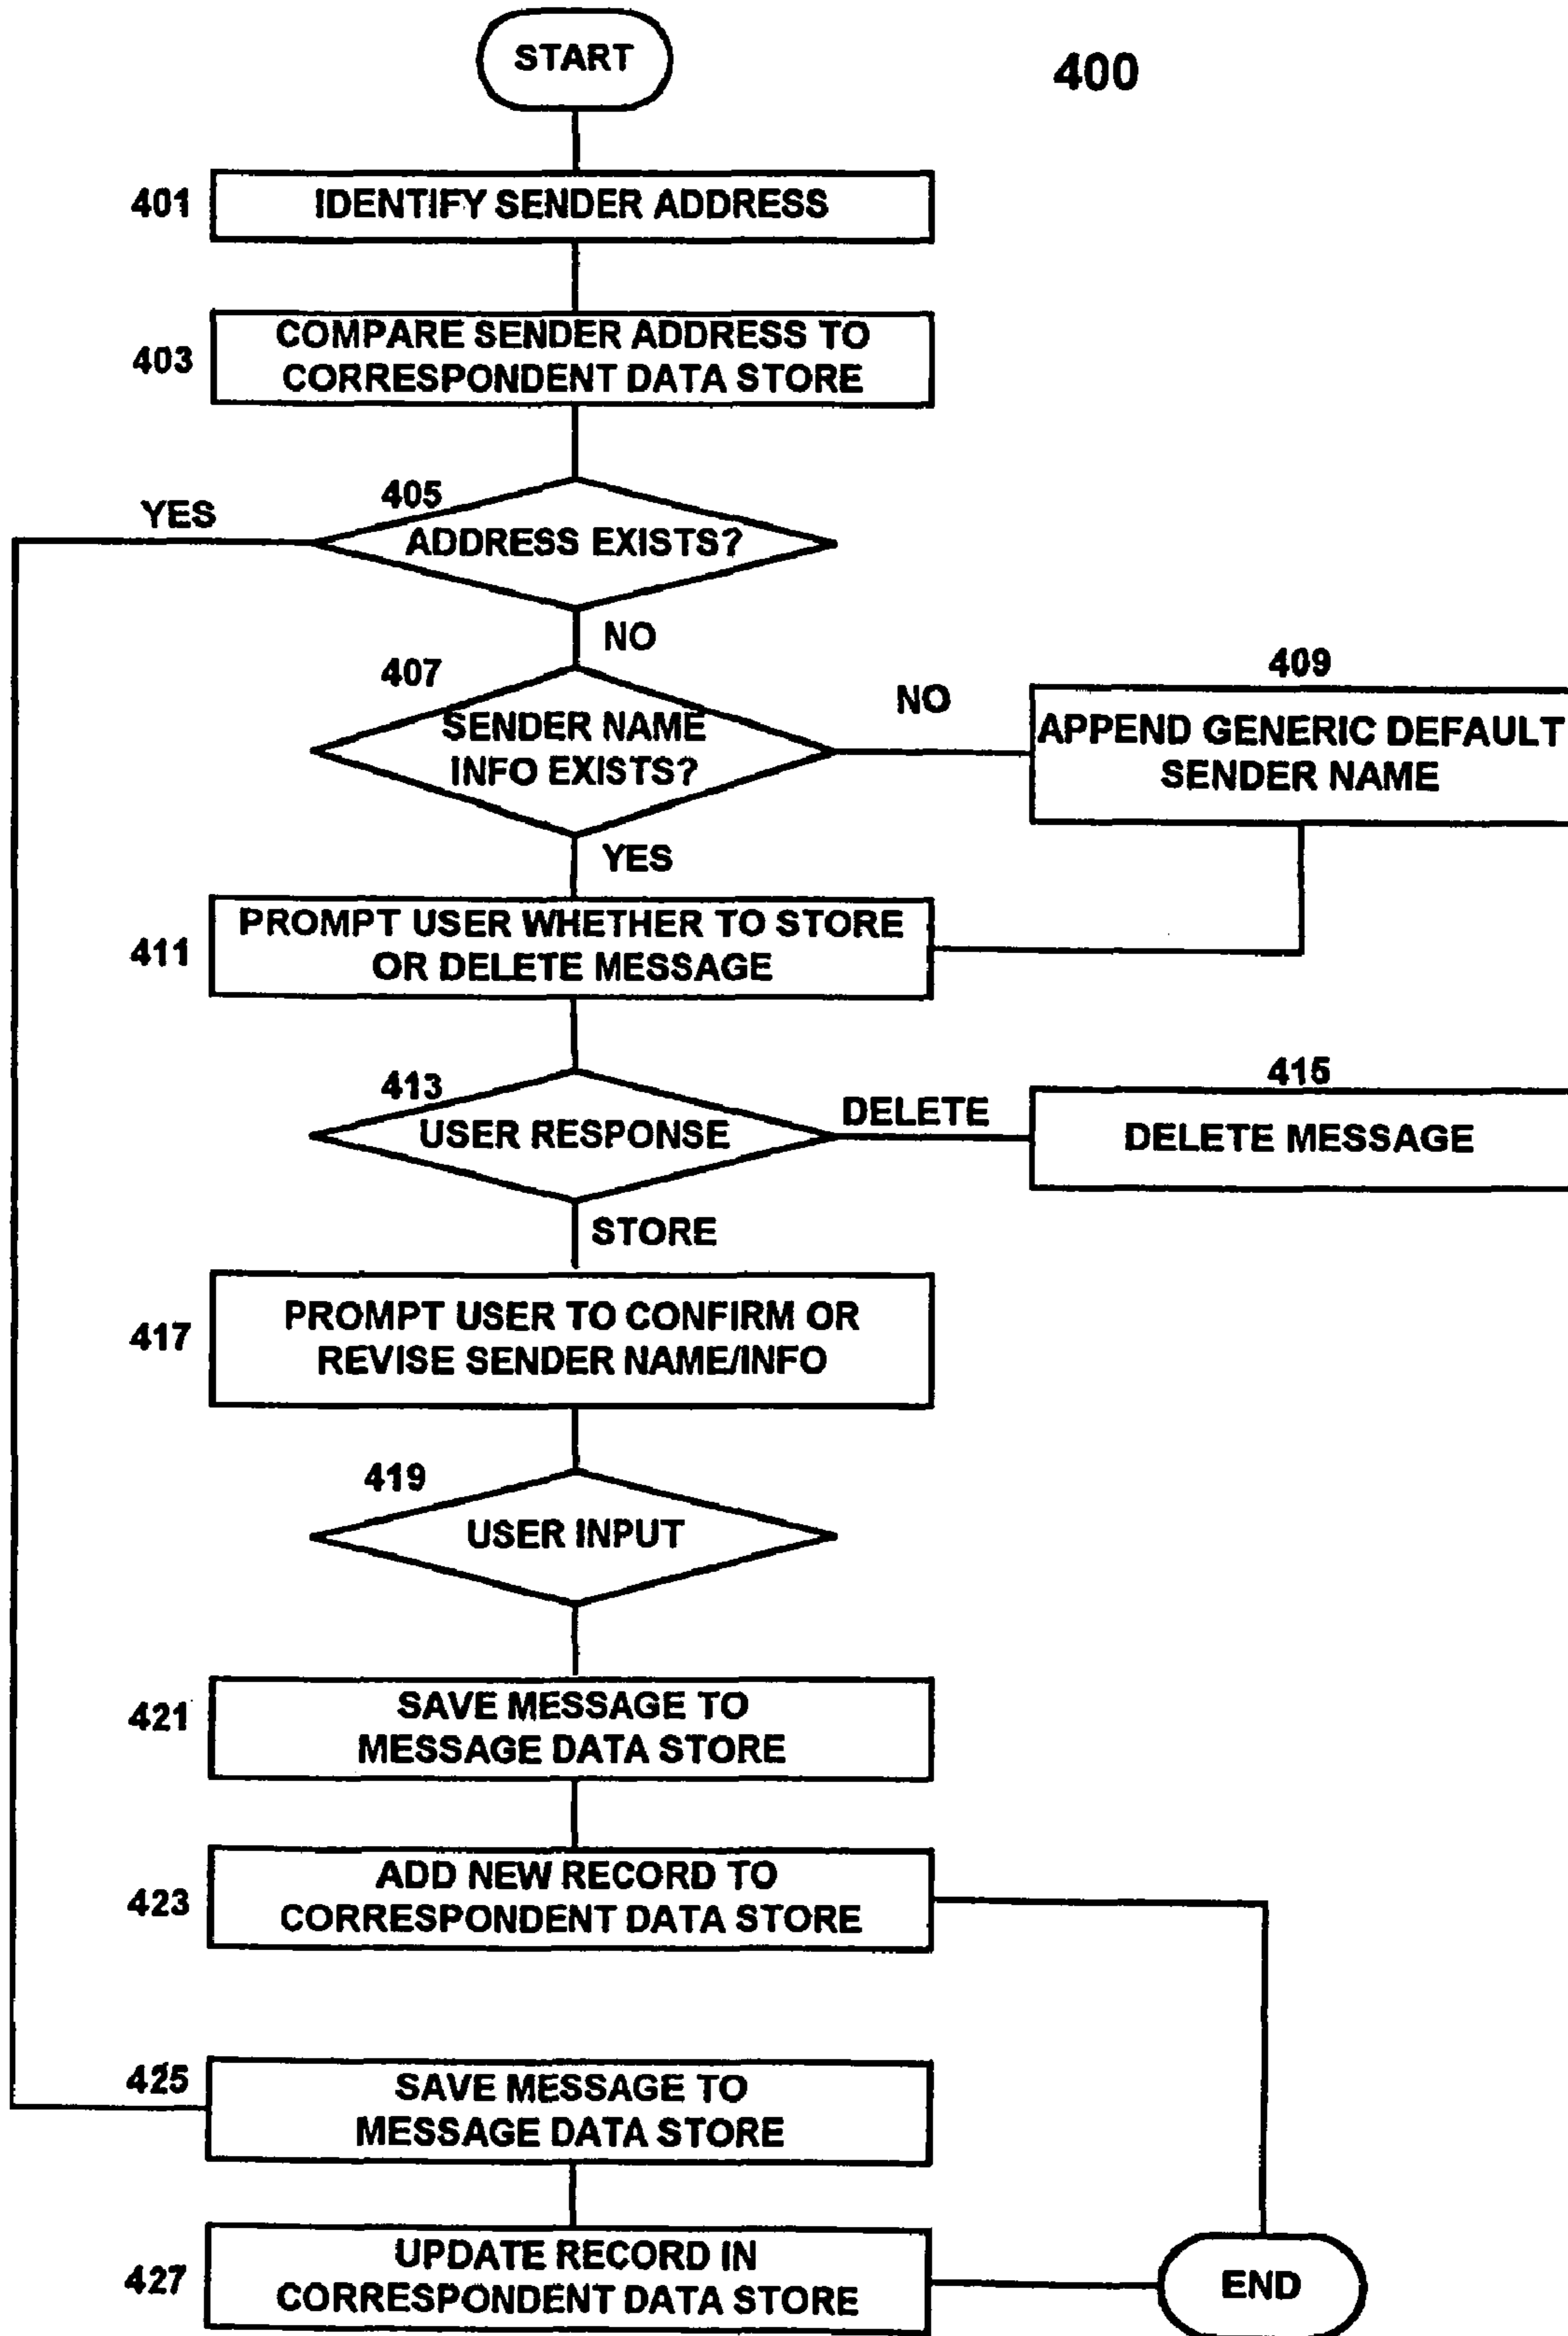 START
400
401
IDENTIFY SENDER ADDRESS
403
COMPARE SENDER ADDRESS TO
CORRESPONDENT DATA STORE
405
YES
ADDRESS EXISTS?
NO
407
SENDER NAME
INFO EXISTS?
NO
409
APPEND GENERIC DEFAULT
SENDER NAME
YES
411
PROMPT USER WHETHER TO STORE
OR DELETE MESSAGE
413
USER RESPONSE
DELETE
415
DELETE MESSAGE
STORE
417
PROMPT USER TO CONFIRM OR
REVISE SENDER NAME/INFO
419
USER INPUT
421
SAVE MESSAGE TO
MESSAGE DATA STORE
423
ADD NEW RECORD TO
CORRESPONDENT DATA STORE
425
SAVE MESSAGE TO
MESSAGE DATA STORE
427
UPDATE RECORD IN
CORRESPONDENT DATA STORE
END